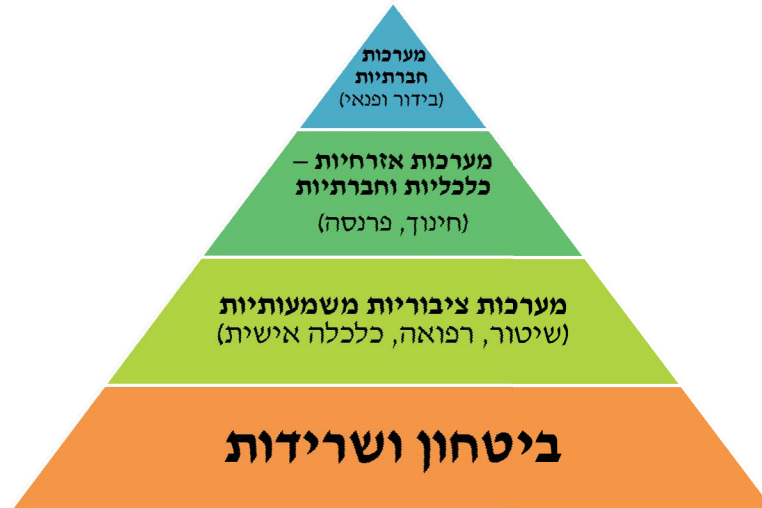 מערכות
חברתיות
(בידור ופנאי)
מערכות אזרחיות –
כלכליות וחברתיות
(חינוך, פרנסה)
מערכות ציבוריות משמעותיות
(שיטור, רפואה, כלכלה אישית)
ביטחון ושרידות